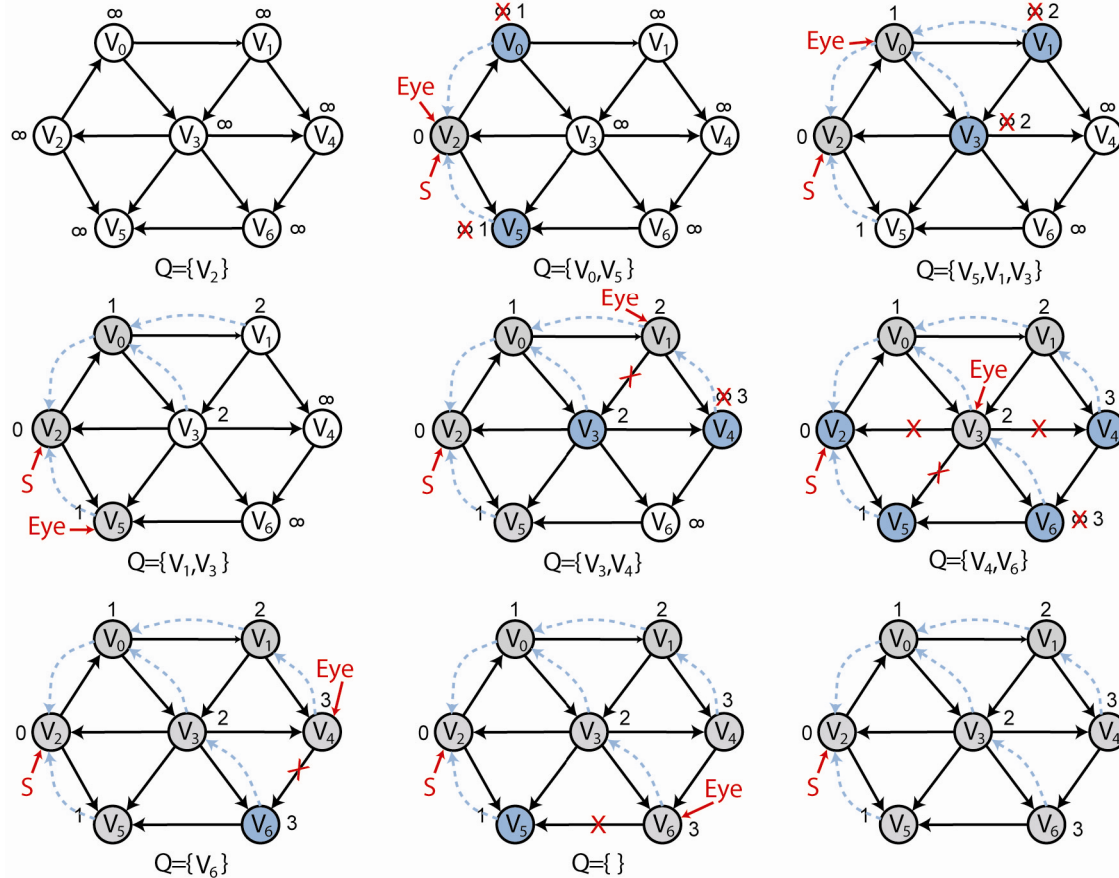 ∞ ∞
V0 V1
∞ V2 V3 ∞ V4 ∞
∞ V5 V6 ∞
Q={V2}
∞ 1 ∞
V0 V1
Eye
0 V2 V3 ∞ V4 ∞
S
∞ 1 V5 V6 ∞
Q={V0,V5}
1 ∞ 2
Eye V0 V1
0 V2 V3 ∞ 2 V4 ∞
S
1 V5 V6 ∞
Q={V5,V1,V3}
1 2
V0 V1
0 V2 V3 2 V4 ∞
S
Eye 1 V5 V6 ∞
Q={V1,V3}
1 Eye 2
V0 V1
0 V2 V3 2 V4 ∞ 3
S
1 V5 V6 ∞
Q={V3,V4}
1 2
V0 V1
Eye
0 V2 V3 2 V4 3
S
1 V5 V6 ∞ 3
Q={V4,V6}
1 2
V0 V1
Eye
0 V2 V3 2 V4 3
S
1 V5 V6 3
Q={V6}
1 2
V0 V1
0 V2 V3 2 V4 3
S
Eye
1 V5 V6 3
Q={ }
1 2
V0 V1
0 V2 V3 2 V4 3
S
1 V5 V6 3